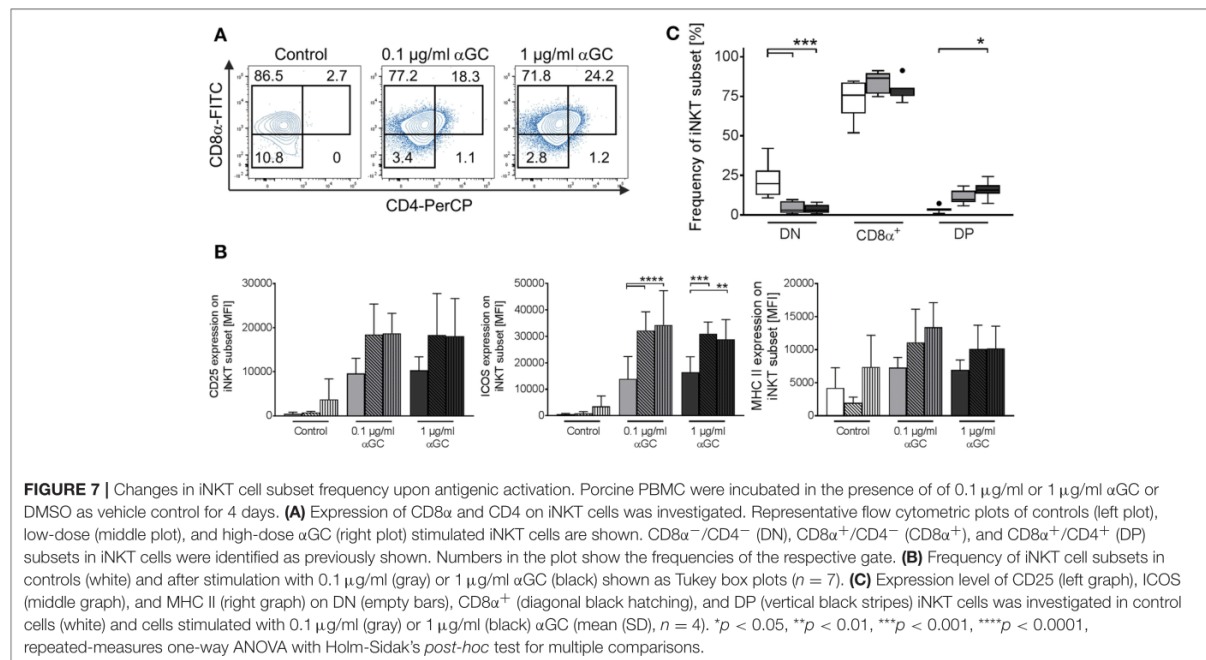 A
Control
0.1 µg/ml αGC
1 µg/ml αGC
86.5 2.7
77.2 18.3
71.8 24.2
10.8 0
3.4 1.1
2.8 1.2
CD8α-FITC
CD4-PerCP
C
Frequency of iNKT subset [%]
100
75
50
25
0
***
*
DN
CD8α⁺
DP
B
CD25 expression on
iNKT subset [MFI]
30000
20000
10000
0
Control
0.1 µg/ml
αGC
1 µg/ml
αGC
ICOS expression on
iNKT subset [MFI]
50000
40000
30000
20000
10000
0
****
***
**
Control
0.1 µg/ml
αGC
1 µg/ml
αGC
MHC II expression on
iNKT subset [MFI]
20000
15000
10000
5000
0
Control
0.1 µg/ml
αGC
1 µg/ml
αGC
FIGURE 7 | Changes in iNKT cell subset frequency upon antigenic activation. Porcine PBMC were incubated in the presence of of 0.1 µg/ml or 1 µg/ml αGC or
DMSO as vehicle control for 4 days. (A) Expression of CD8α and CD4 on iNKT cells was investigated. Representative flow cytometric plots of controls (left plot),
low-dose (middle plot), and high-dose αGC (right plot) stimulated iNKT cells are shown. CD8α⁻/CD4⁻ (DN), CD8α⁺/CD4⁻ (CD8α⁺), and CD8α⁺/CD4⁺ (DP)
subsets in iNKT cells were identified as previously shown. Numbers in the plot show the frequencies of the respective gate. (B) Frequency of iNKT cell subsets in
controls (white) and after stimulation with 0.1 µg/ml (gray) or 1 µg/ml αGC (black) shown as Tukey box plots (n = 7). (C) Expression level of CD25 (left graph), ICOS
(middle graph), and MHC II (right graph) on DN (empty bars), CD8α⁺ (diagonal black hatching), and DP (vertical black stripes) iNKT cells was investigated in control
cells (white) and cells stimulated with 0.1 µg/ml (gray) or 1 µg/ml (black) αGC (mean (SD), n = 4). *p < 0.05, **p < 0.01, ***p < 0.001, ****p < 0.0001,
repeated-measures one-way ANOVA with Holm-Sidak's post-hoc test for multiple comparisons.